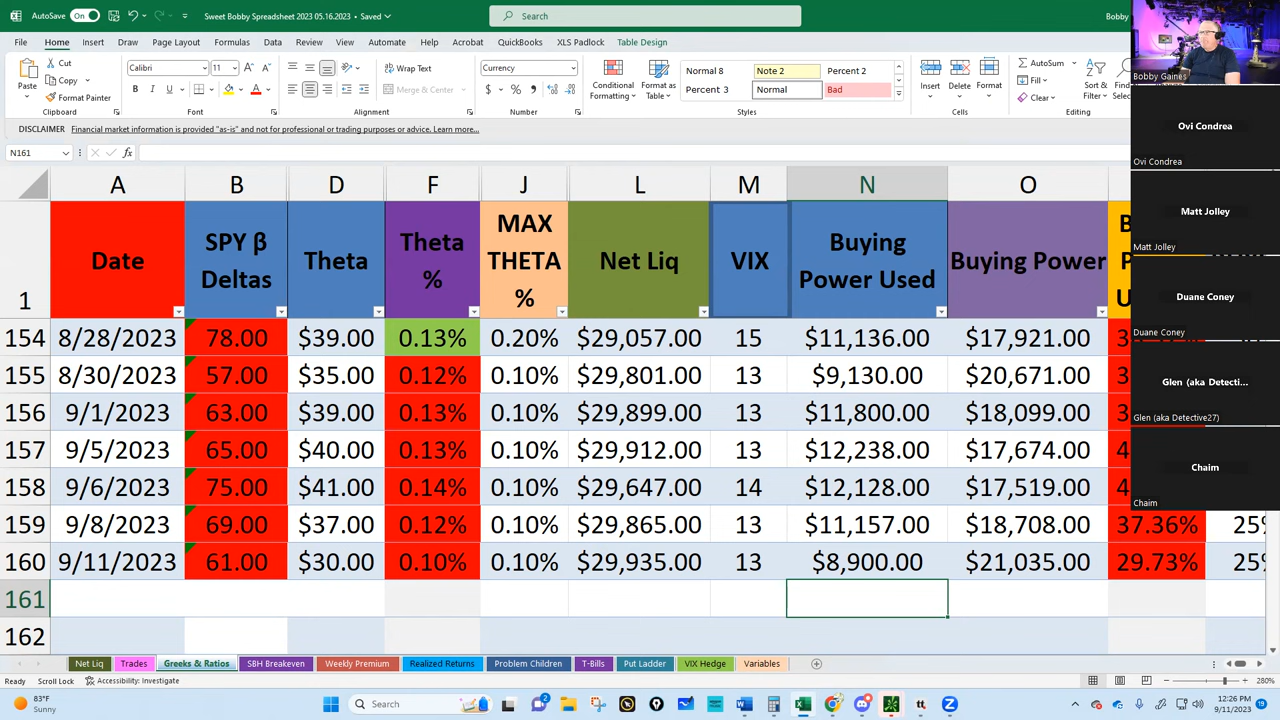 AutoSave On Sweet Bobby Spreadsheet 2023 05.16.2023 • Saved Search Bobby
File Home Insert Draw Page Layout Formulas Data Review View Automate Help Acrobat QuickBooks XLS Padlock Table Design
Paste Cut Copy Format Painter Clipboard
Calibri 11 B I U A A A Font
Wrap Text Merge & Center Alignment
Currency $ % Number
Conditional Formatting Format as Table
Normal 8 Note 2 Percent 2
Percent 3 Normal Bad
Styles
Insert Delete Format Cells
AutoSum Fill Clear Sort & Filter Editing
DISCLAIMER Financial market information is provided "as-is" and not for professional or trading purposes or advice. Learn more...
N161 fx
A B D F J L M N O
1 Date SPY β Deltas Theta Theta % MAX THETA % Net Liq VIX Buying Power Used Buying Power
154 8/28/2023 78.00 $39.00 0.13% 0.20% $29,057.00 15 $11,136.00 $17,921.00
155 8/30/2023 57.00 $35.00 0.12% 0.10% $29,801.00 13 $9,130.00 $20,671.00
156 9/1/2023 63.00 $39.00 0.13% 0.10% $29,899.00 13 $11,800.00 $18,099.00
157 9/5/2023 65.00 $40.00 0.13% 0.10% $29,912.00 13 $12,238.00 $17,674.00
158 9/6/2023 75.00 $41.00 0.14% 0.10% $29,647.00 14 $12,128.00 $17,519.00
159 9/8/2023 69.00 $37.00 0.12% 0.10% $29,865.00 13 $11,157.00 $18,708.00 37.36% 25%
160 9/11/2023 61.00 $30.00 0.10% 0.10% $29,935.00 13 $8,900.00 $21,035.00 29.73% 25%
161
162
Bobby Gaines
Ovi Condrea
Ovi Condrea
Matt Jolley
Matt Jolley
Duane Coney
Duane Coney
Glen (aka Detecti...
Glen (aka Detective27)
Chaim
Chaim
Net Liq Trades Greeks & Ratios SBH Breakeven Weekly Premium Realized Returns Problem Children T-Bills Put Ladder VIX Hedge Variables
Ready Scroll Lock Accessibility: Investigate 280%
83°F
Sunny
Search
2
tt
12:26 PM
9/11/2023